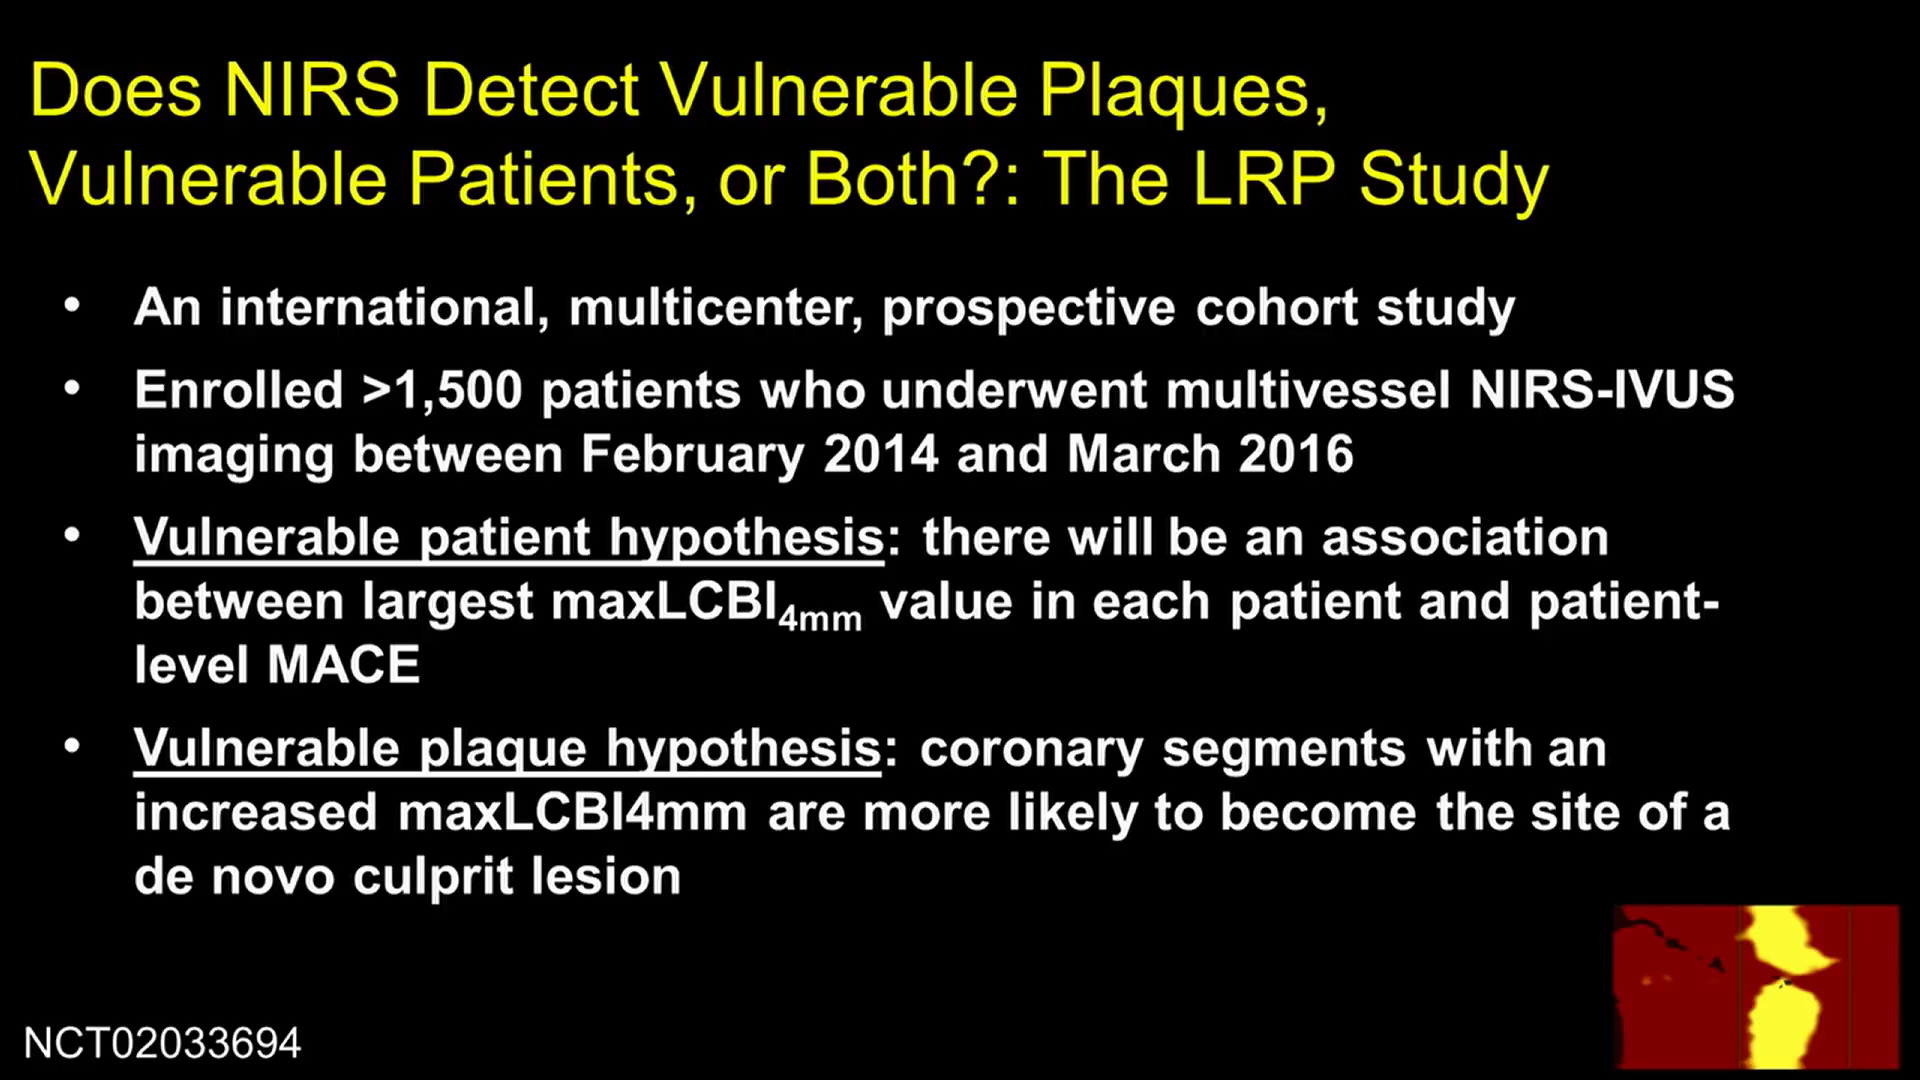 Does NIRS Detect Vulnerable Plaques,
Vulnerable Patients, or Both?: The LRP Study
• An international, multicenter, prospective cohort study
• Enrolled >1,500 patients who underwent multivessel NIRS-IVUS
imaging between February 2014 and March 2016
• Vulnerable patient hypothesis: there will be an association
between largest maxLCBI4mm value in each patient and patient-
level MACE
• Vulnerable plaque hypothesis: coronary segments with an
increased maxLCBI4mm are more likely to become the site of a
de novo culprit lesion
NCT02033694